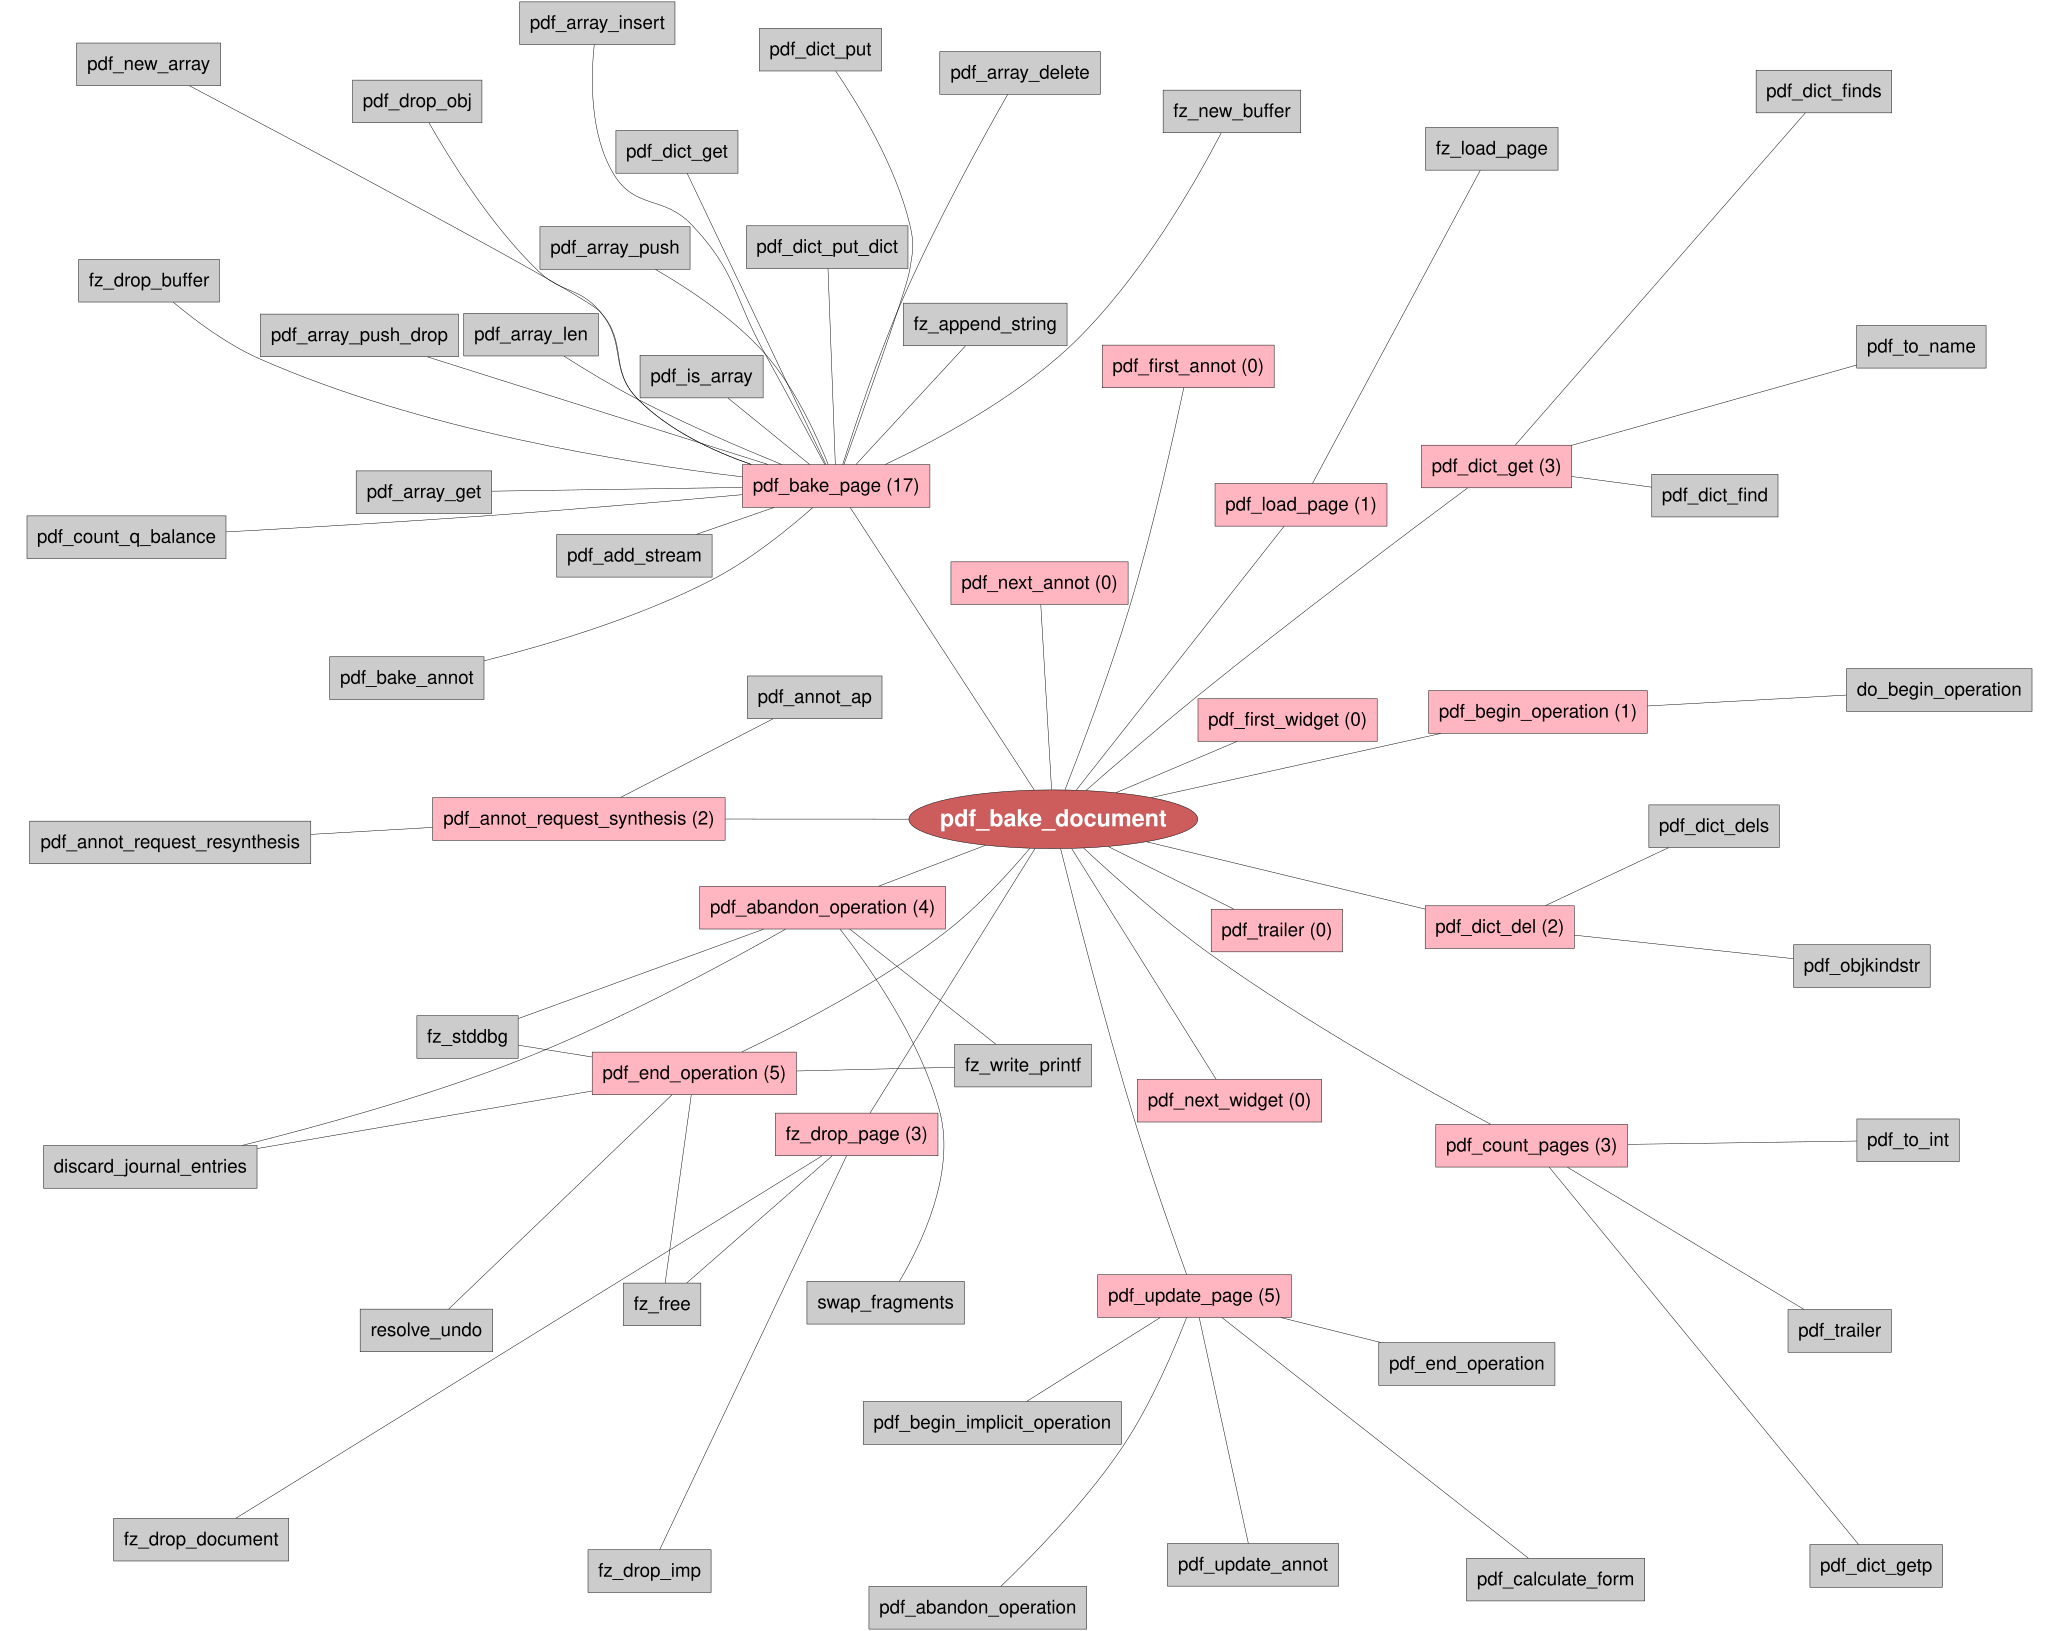 pdf_array_insert
pdf_dict_put
pdf_new_array
pdf_array_delete
pdf_dict_finds
pdf_drop_obj
fz_new_buffer
fz_load_page
pdf_dict_get
pdf_array_push
pdf_dict_put_dict
fz_drop_buffer
fz_append_string
pdf_array_push_drop
pdf_array_len
pdf_to_name
pdf_first_annot (0)
pdf_is_array
pdf_dict_get (3)
pdf_bake_page (17)
pdf_array_get
pdf_dict_find
pdf_load_page (1)
pdf_count_q_balance
pdf_add_stream
pdf_next_annot (0)
pdf_bake_annot
do_begin_operation
pdf_annot_ap
pdf_begin_operation (1)
pdf_first_widget (0)
pdf_annot_request_synthesis (2)
pdf_bake_document
pdf_dict_dels
pdf_annot_request_resynthesis
pdf_abandon_operation (4)
pdf_trailer (0)
pdf_dict_del (2)
pdf_objkindstr
fz_stddbg
fz_write_printf
pdf_end_operation (5)
pdf_next_widget (0)
fz_drop_page (3)
pdf_count_pages (3)
pdf_to_int
discard_journal_entries
pdf_update_page (5)
swap_fragments
fz_free
resolve_undo
pdf_trailer
pdf_end_operation
pdf_begin_implicit_operation
fz_drop_document
pdf_update_annot
pdf_dict_getp
fz_drop_imp
pdf_calculate_form
pdf_abandon_operation